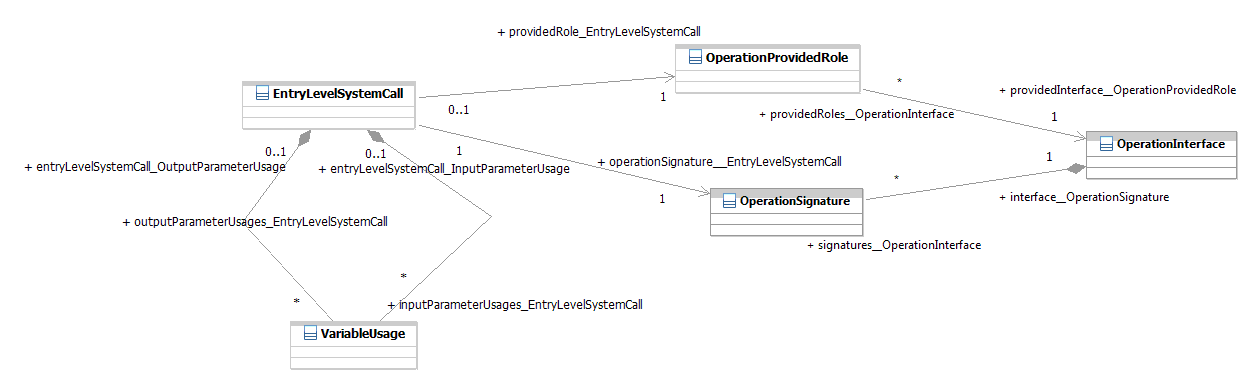 + providedRole_EntryLevelSystemCall
OperationProvidedRole
EntryLevelSystemCall
*
+ providedInterface__OperationProvidedRole
0..1
1
+ providedRoles__OperationInterface
1
OperationInterface
0..1
0..1
1
+ operationSignature__EntryLevelSystemCall
1
+ entryLevelSystemCall_OutputParameterUsage
+ entryLevelSystemCall_InputParameterUsage
*
1
OperationSignature
+ interface__OperationSignature
+ outputParameterUsages_EntryLevelSystemCall
+ signatures__OperationInterface
*
*
+ inputParameterUsages_EntryLevelSystemCall
VariableUsage